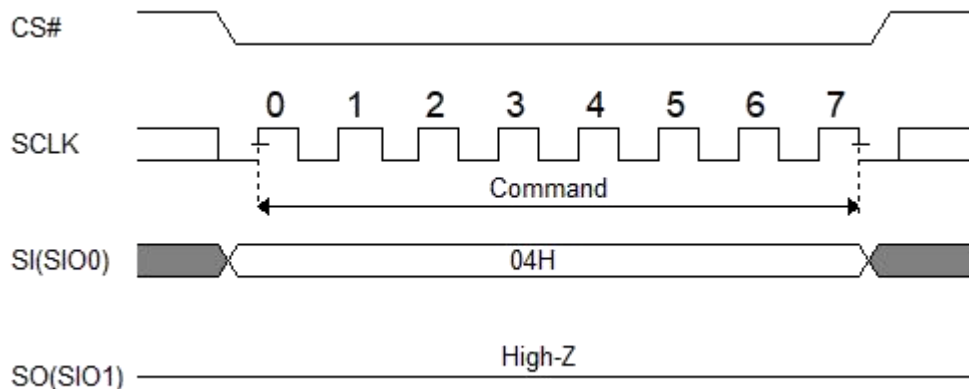 CS#
0 1 2 3 4 5 6 7
SCLK
Command
SI(SIO0)
04H
High-Z
SO(SIO1)